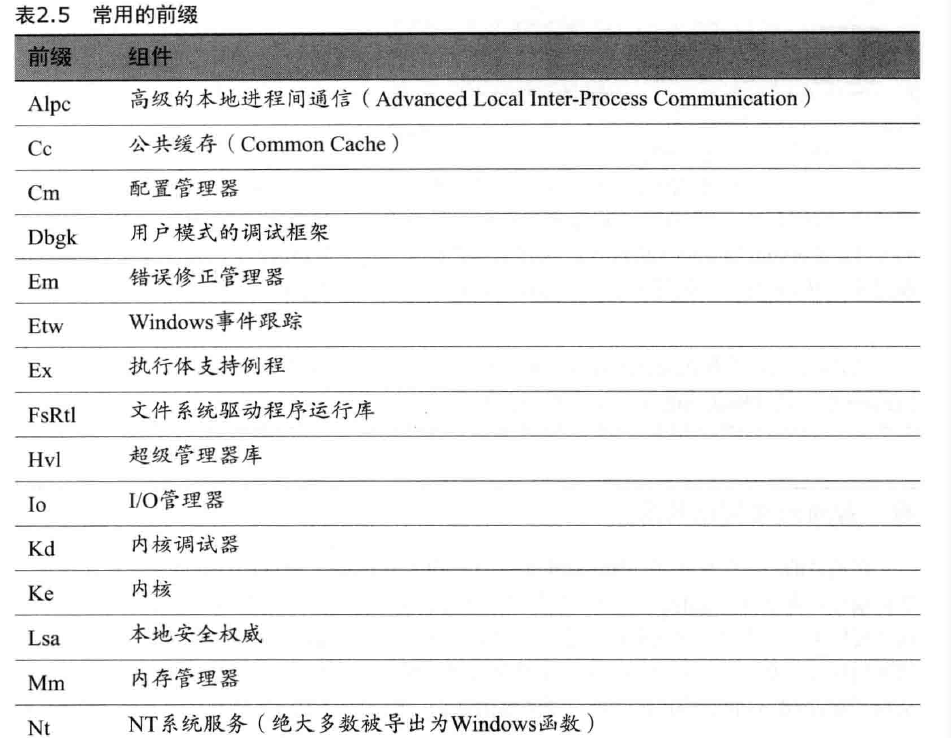 表2.5 常用的前缀
前缀 组件
Alpc 高级的本地进程间通信（Advanced Local Inter-Process Communication）
Cc 公共缓存（Common Cache）
Cm 配置管理器
Dbgk 用户模式的调试框架
Em 错误修正管理器
Etw Windows事件跟踪
Ex 执行体支持例程
FsRtl 文件系统驱动程序运行库
Hvl 超级管理器库
Io I/O管理器
Kd 内核调试器
Ke 内核
Lsa 本地安全权威
Mm 内存管理器
Nt NT系统服务（绝大多数被导出为Windows函数）